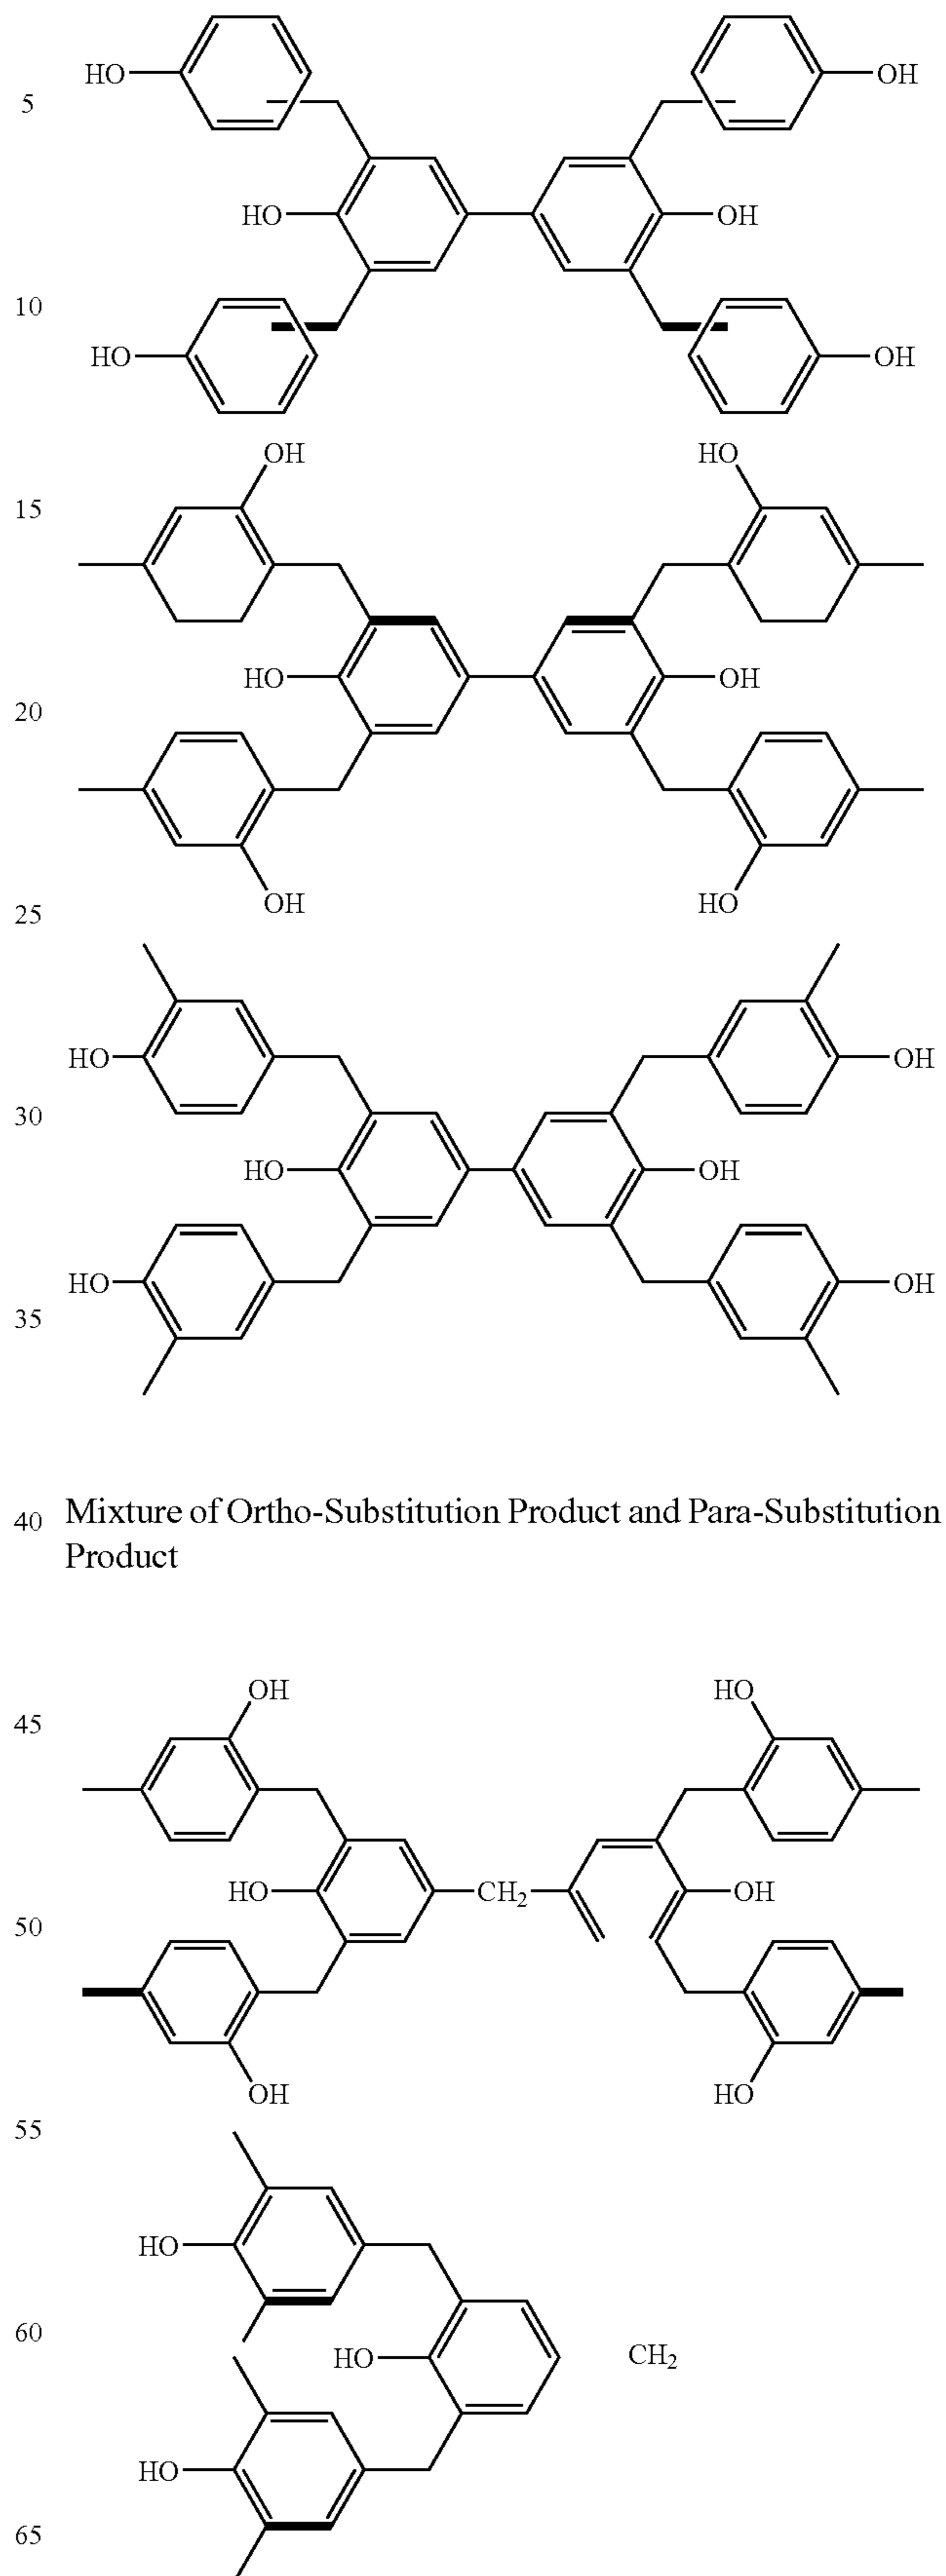 HO OH
5
HO OH
10
HO OH
OH HO
15
HO OH
20
OH HO
25
HO OH
30
HO OH
HO OH
35
40 Mixture of Ortho-Substitution Product and Para-Substitution
Product
OH HO
45
HO CH2 OH
50
OH HO
55
HO
60
HO CH2
HO
65